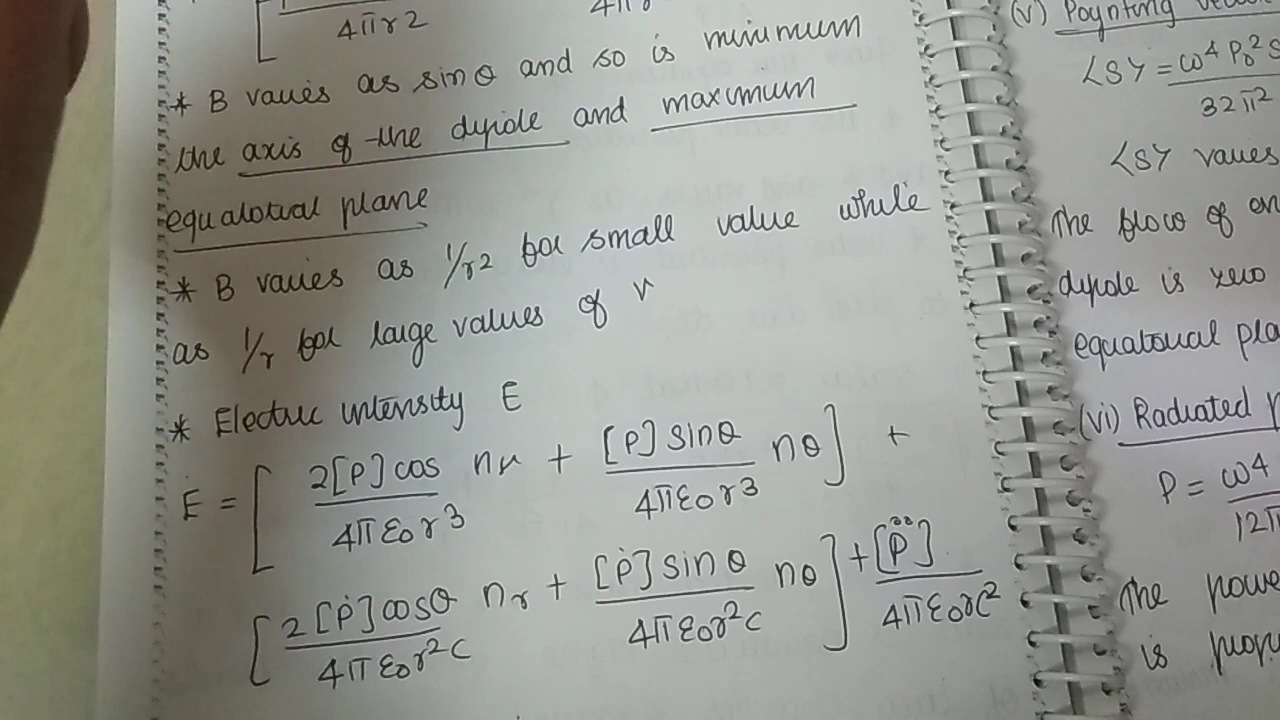 4πr2
* B varies as sinθ and so is minimum
the axis of the dipole and maximum
equatorial plane
* B varies as 1/r2 for small value while
as 1/r for large values of r
* Electric intensity E
E = [ 2[P]cos / 4πε0r3 nr + [P]sinθ / 4πε0r3 nθ ] +
[ 2[Ṗ]cosθ / 4πε0r²c nr + [Ṗ]sinθ / 4πε0r²c nθ ] + [P̈] / 4πε0rc²
(v) Poynting
<S> = ω⁴ P0²S / 32π²
<S> varies
The flow of en
dipole is zero
equatorial pla
(vi) Radiated p
P = ω⁴ / 12π
The powe
is prop